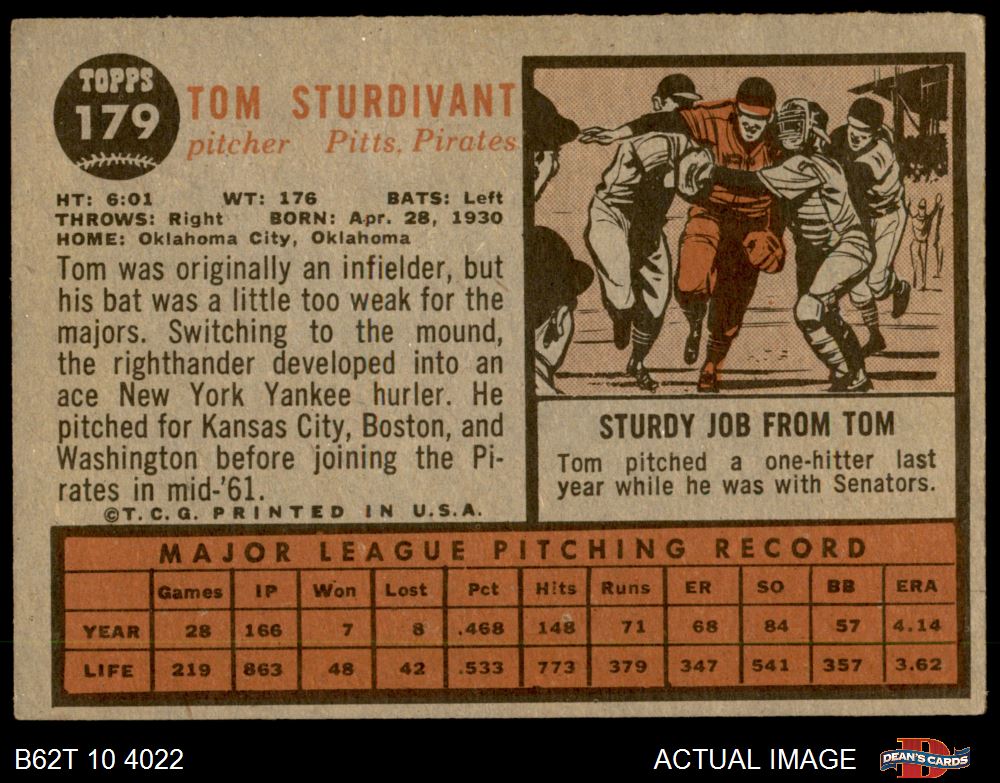 TOPPS
179
TOM STURDIVANT
pitcher Pitts. Pirates
HT: 6:01 WT: 176 BATS: Left
THROWS: Right BORN: Apr. 28, 1930
HOME: Oklahoma City, Oklahoma
Tom was originally an infielder, but
his bat was a little too weak for the
majors. Switching to the mound,
the righthander developed into an
ace New York Yankee hurler. He
pitched for Kansas City, Boston, and
Washington before joining the Pi-
rates in mid-'61.
©T.C.G. PRINTED IN U.S.A.
STURDY JOB FROM TOM
Tom pitched a one-hitter last
year while he was with Senators.
MAJOR LEAGUE PITCHING RECORD
Games IP Won Lost Pct Hits Runs ER SO BB ERA
YEAR 28 166 7 8 .468 148 71 68 84 57 4.14
LIFE 219 863 48 42 .533 773 379 347 541 357 3.62
B62T 10 4022
ACTUAL IMAGE
DEAN'S CARDS